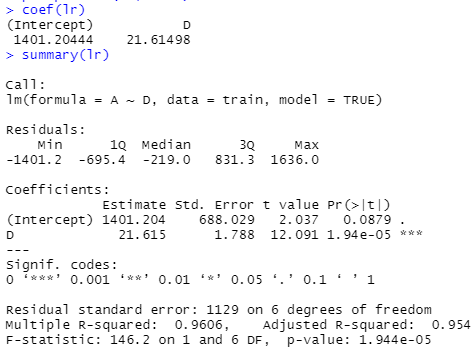 > coef(lr)
(Intercept)           D
 1401.20444    21.61498
> summary(lr)

Call:
lm(formula = A ~ D, data = train, model = TRUE)

Residuals:
    Min      1Q  Median      3Q     Max
-1401.2  -695.4  -219.0   831.3  1636.0

Coefficients:
            Estimate Std. Error t value Pr(>|t|)
(Intercept) 1401.204    688.029   2.037   0.0879 .
D             21.615      1.788  12.091 1.94e-05 ***
---
Signif. codes:
0 ‘***’ 0.001 ‘**’ 0.01 ‘*’ 0.05 ‘.’ 0.1 ‘ ’ 1

Residual standard error: 1129 on 6 degrees of freedom
Multiple R-squared:  0.9606,    Adjusted R-squared:  0.954
F-statistic: 146.2 on 1 and 6 DF,  p-value: 1.944e-05